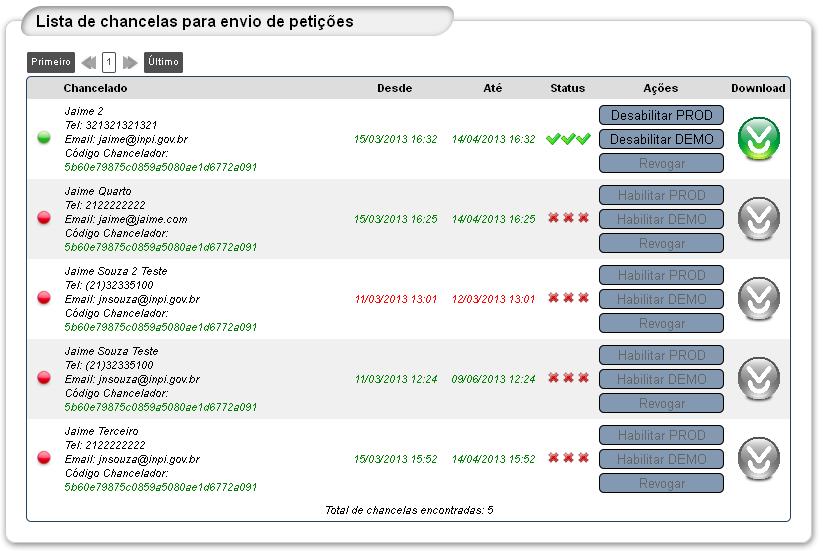 Lista de chancelas para envio de petições
Primeiro 1 Último
Chancelado Desde Até Status Ações Download
Jaime 2
Tel: 321321321321
Email: jaime@inpi.gov.br
Código Chancelador:
5b60e79875c0859a5080ae1d6772a091
15/03/2013 16:32 14/04/2013 16:32
Desabilitar PROD
Desabilitar DEMO
Revogar
Jaime Quarto
Tel: 2122222222
Email: jaime@jaime.com
Código Chancelador:
5b60e79875c0859a5080ae1d6772a091
15/03/2013 16:25 14/04/2013 16:25
Habilitar PROD
Habilitar DEMO
Revogar
Jaime Souza 2 Teste
Tel: (21)32335100
Email: jnsouza@inpi.gov.br
Código Chancelador:
5b60e79875c0859a5080ae1d6772a091
11/03/2013 13:01 12/03/2013 13:01
Habilitar PROD
Habilitar DEMO
Revogar
Jaime Souza Teste
Tel: (21)32335100
Email: jnsouza@inpi.gov.br
Código Chancelador:
5b60e79875c0859a5080ae1d6772a091
11/03/2013 12:24 09/06/2013 12:24
Habilitar PROD
Habilitar DEMO
Revogar
Jaime Terceiro
Tel: 2122222222
Email: jnsouza@inpi.gov.br
Código Chancelador:
5b60e79875c0859a5080ae1d6772a091
15/03/2013 15:52 14/04/2013 15:52
Habilitar PROD
Habilitar DEMO
Revogar
Total de chancelas encontradas: 5